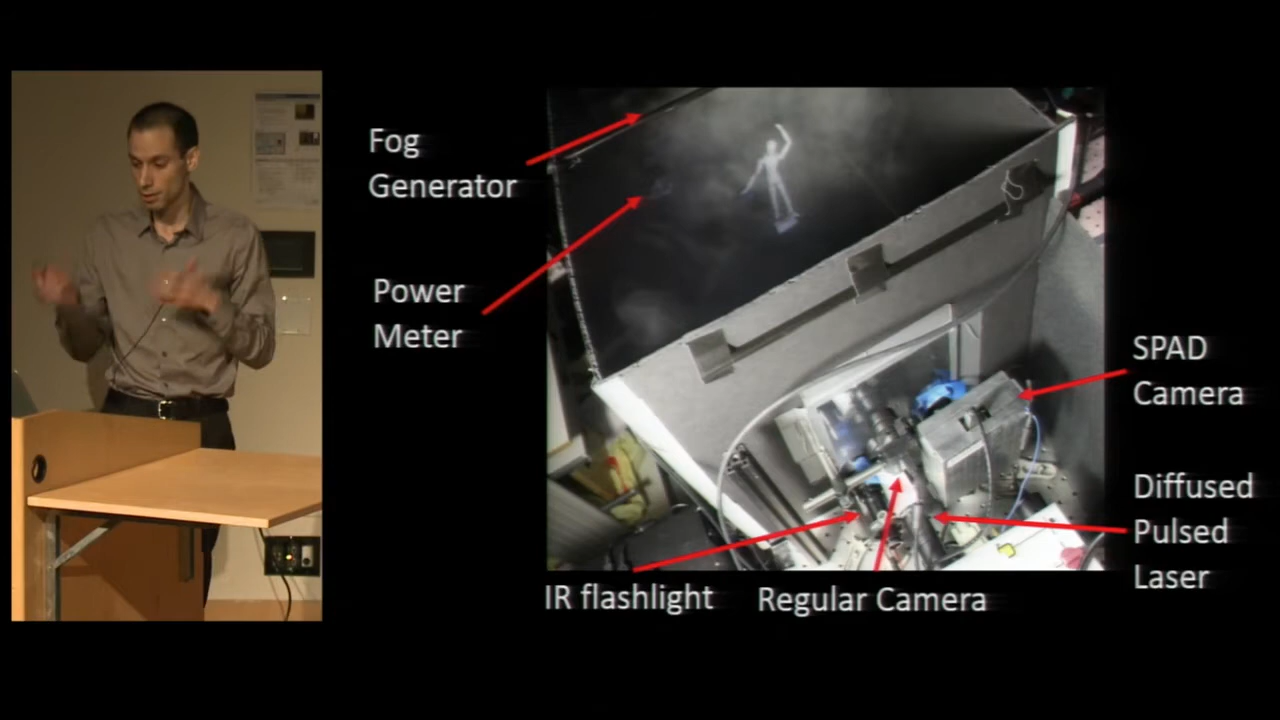 Fog
Generator
Power
Meter
SPAD
Camera
Diffused
Pulsed
Laser
IR flashlight
Regular Camera